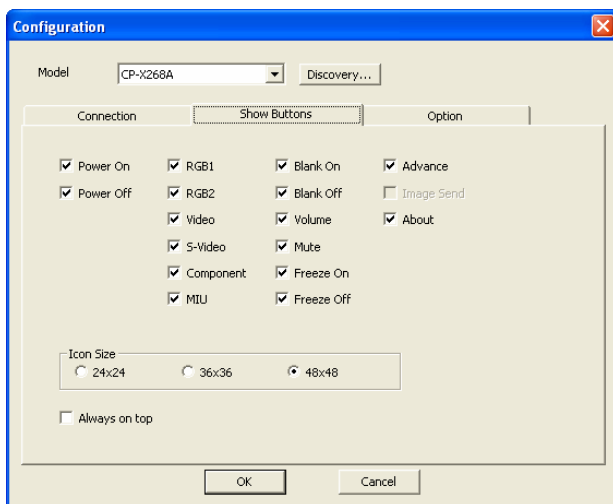 Configuration
Model CP-X268A Discovery...
Connection Show Buttons Option
Power On RGB1 Blank On Advance
Power Off RGB2 Blank Off Image Send
Video Volume About
S-Video Mute
Component Freeze On
MIU Freeze Off
Icon Size
24x24 36x36 48x48
Always on top
OK Cancel